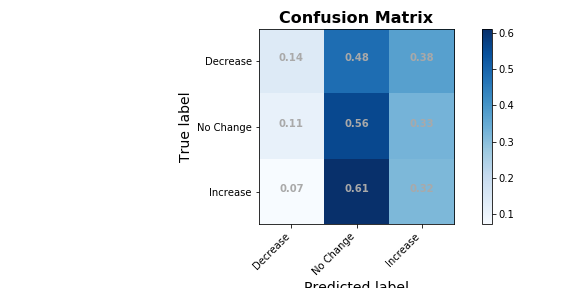 Confusion Matrix
Decrease 0.14 0.48 0.38
No Change 0.11 0.56
Increase 0.07 0.61
True label
Decrease No Change Increase
Predicted label
0.6
0.5
0.4
0.3
0.2
0.1